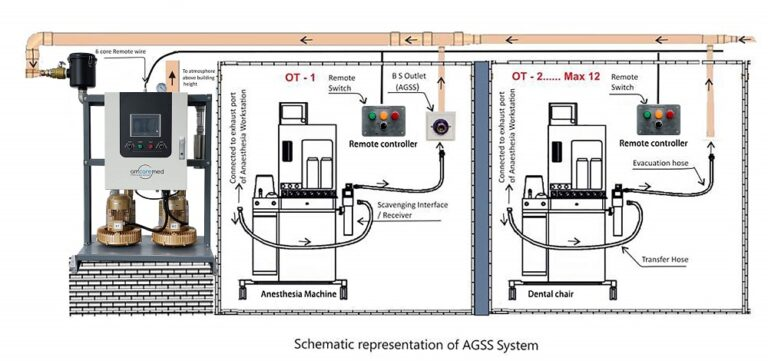 6 core Remote wire
To atmosphere
above building
height
amcaremed
OT - 1
Remote
Switch
B S Outlet
(AGSS)
Remote controller
Connected to exhaust port
of Anaesthesia Workstation
Scavenging Interface
/ Receiver
Anesthesia Machine
OT - 2...... Max 12
Remote
Switch
Remote controller
Connected to exhaust port
of Anaesthesia Workstation
Evacuation hose
Transfer Hose
Dental chair
Schematic representation of AGSS System